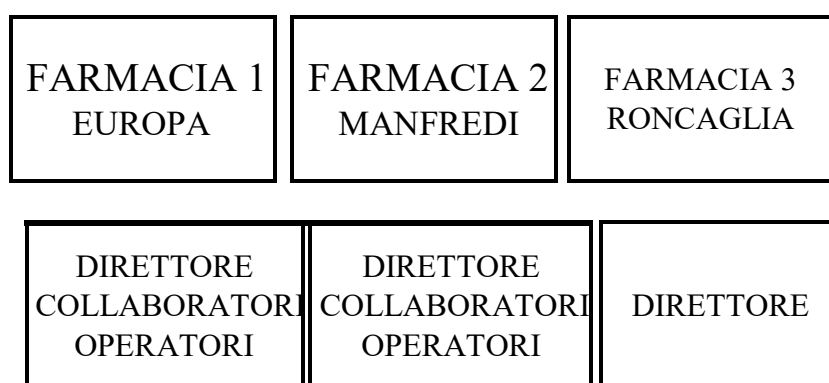 FARMACIA 1
EUROPA
FARMACIA 2
MANFREDI
FARMACIA 3
RONCAGLIA
DIRETTORE
COLLABORATORI
OPERATORI
DIRETTORE
COLLABORATORI
OPERATORI
DIRETTORE